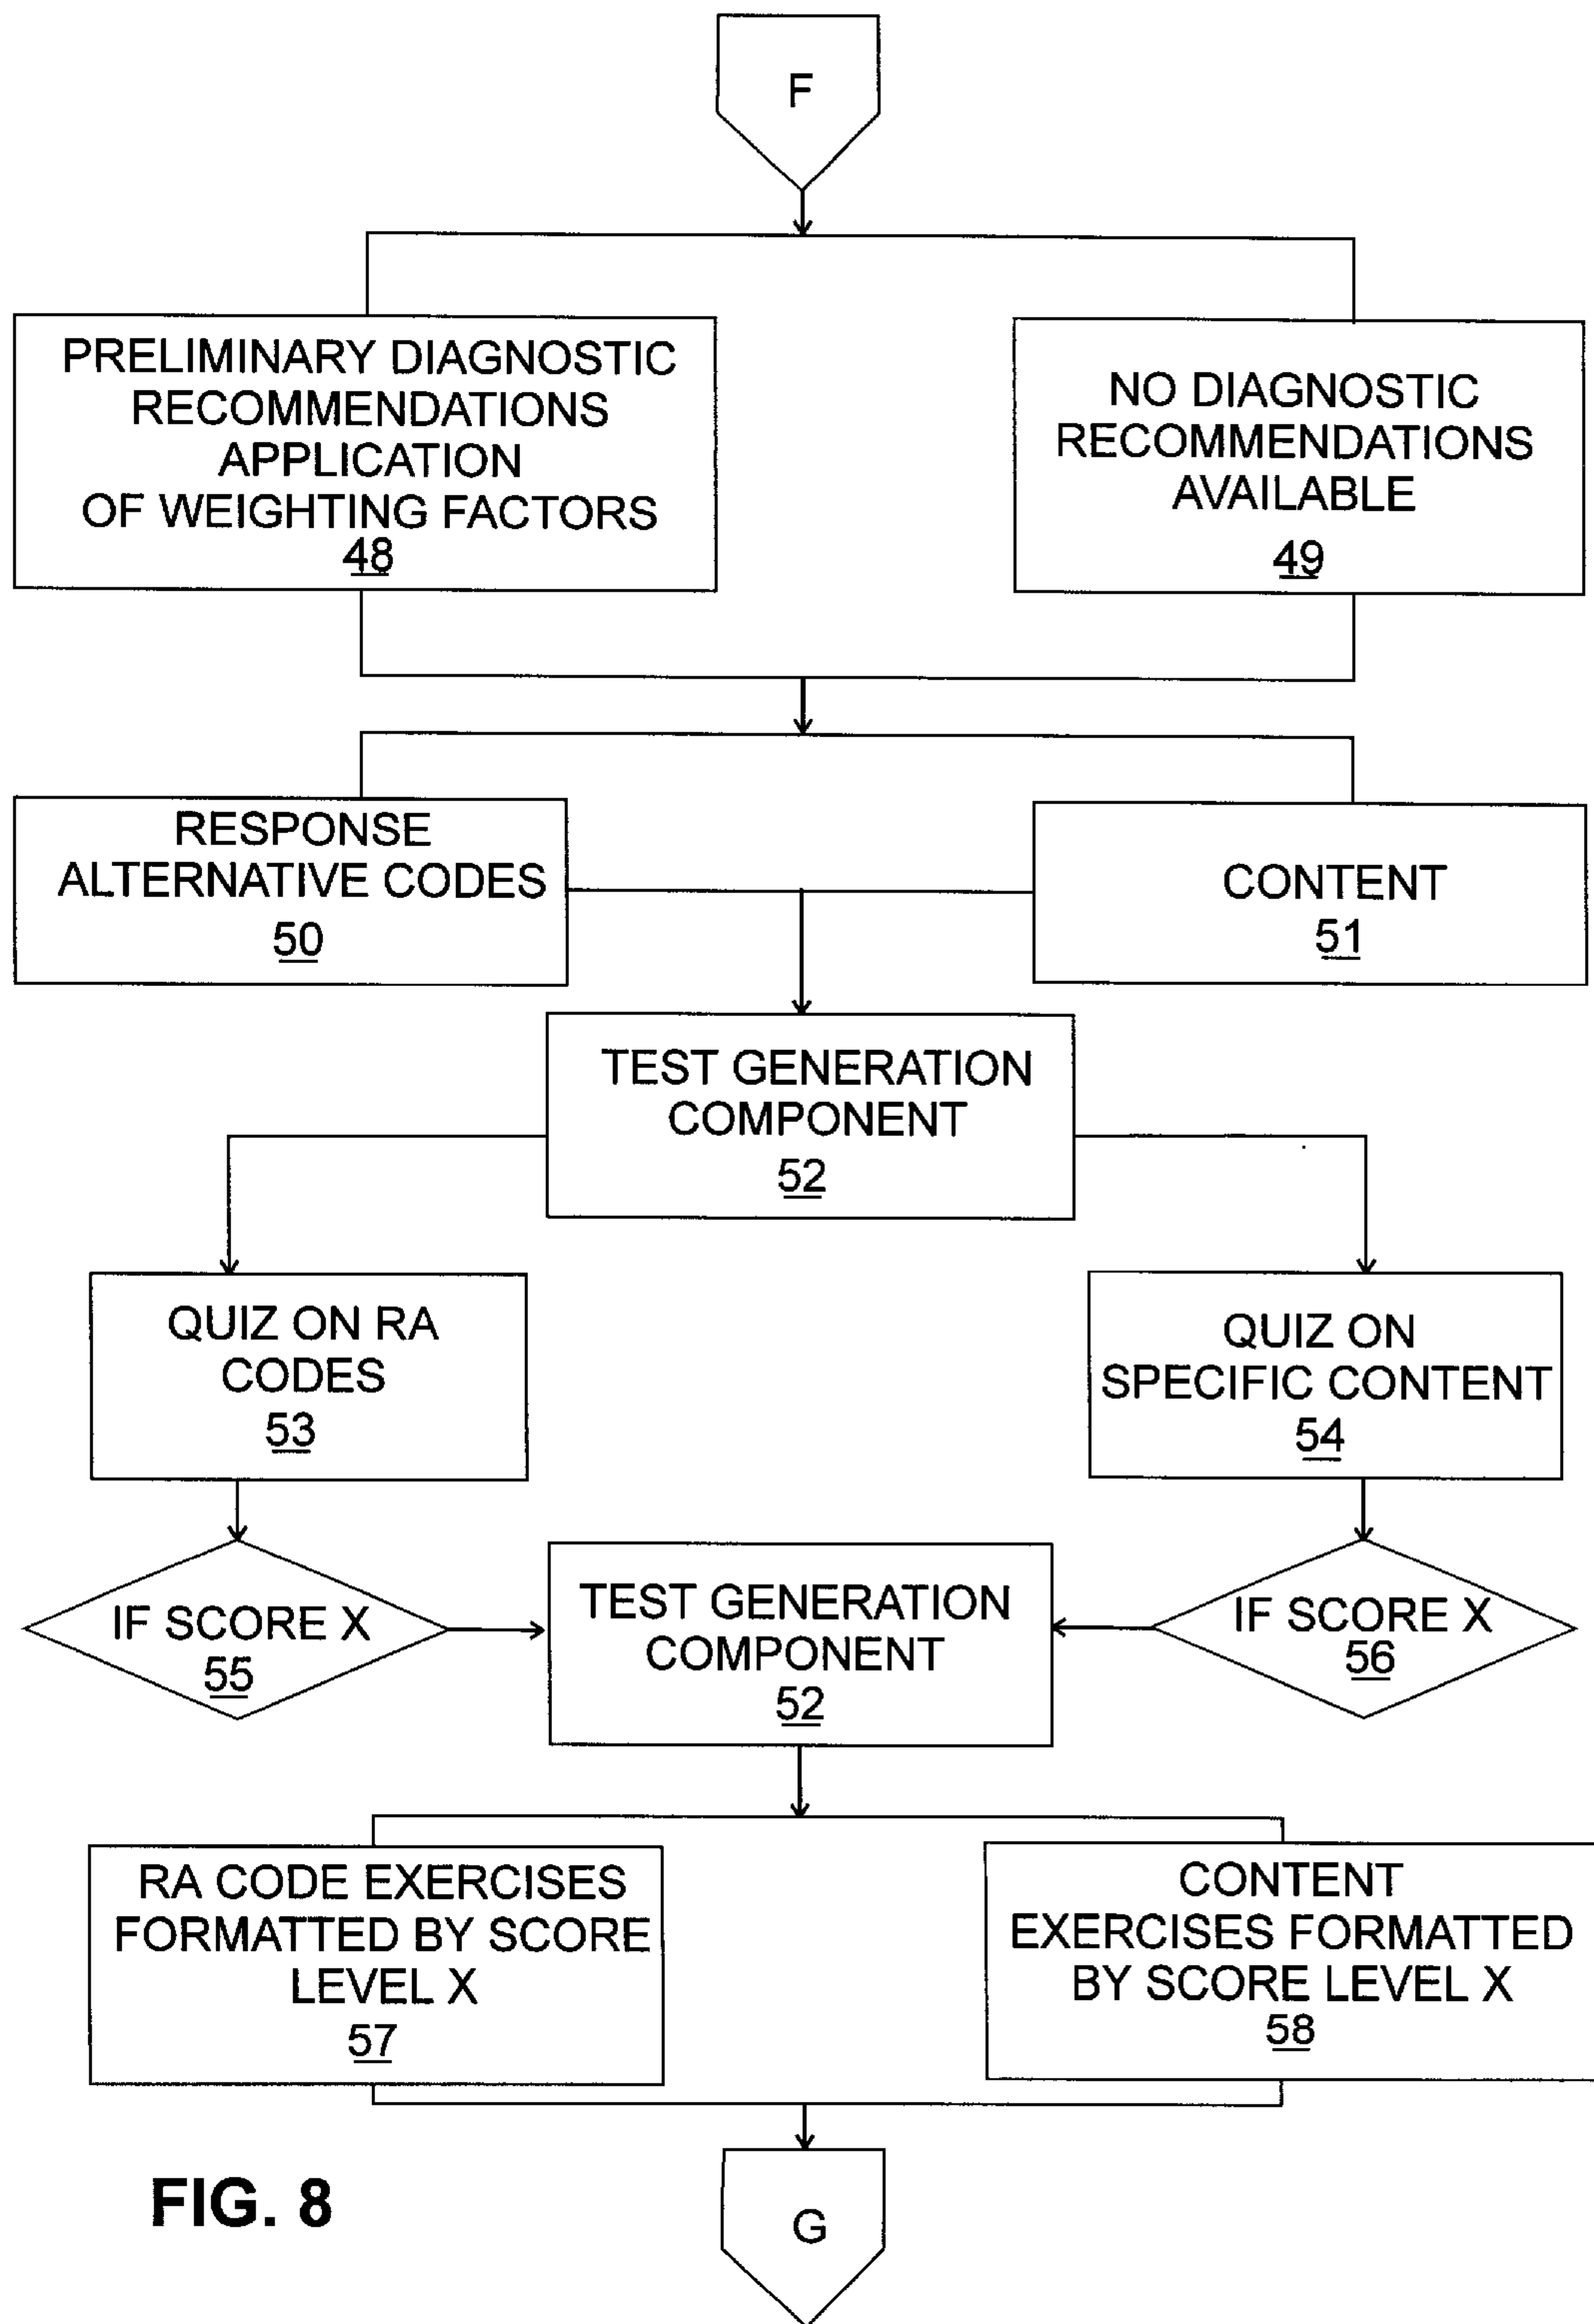 F
PRELIMINARY DIAGNOSTIC
RECOMMENDATIONS
APPLICATION
OF WEIGHTING FACTORS
48
NO DIAGNOSTIC
RECOMMENDATIONS
AVAILABLE
49
RESPONSE
ALTERNATIVE CODES
50
CONTENT
51
TEST GENERATION
COMPONENT
52
QUIZ ON RA
CODES
53
QUIZ ON
SPECIFIC CONTENT
54
IF SCORE X
55
TEST GENERATION
COMPONENT
52
IF SCORE X
56
RA CODE EXERCISES
FORMATTED BY SCORE
LEVEL X
57
CONTENT
EXERCISES FORMATTED
BY SCORE LEVEL X
58
FIG. 8
G